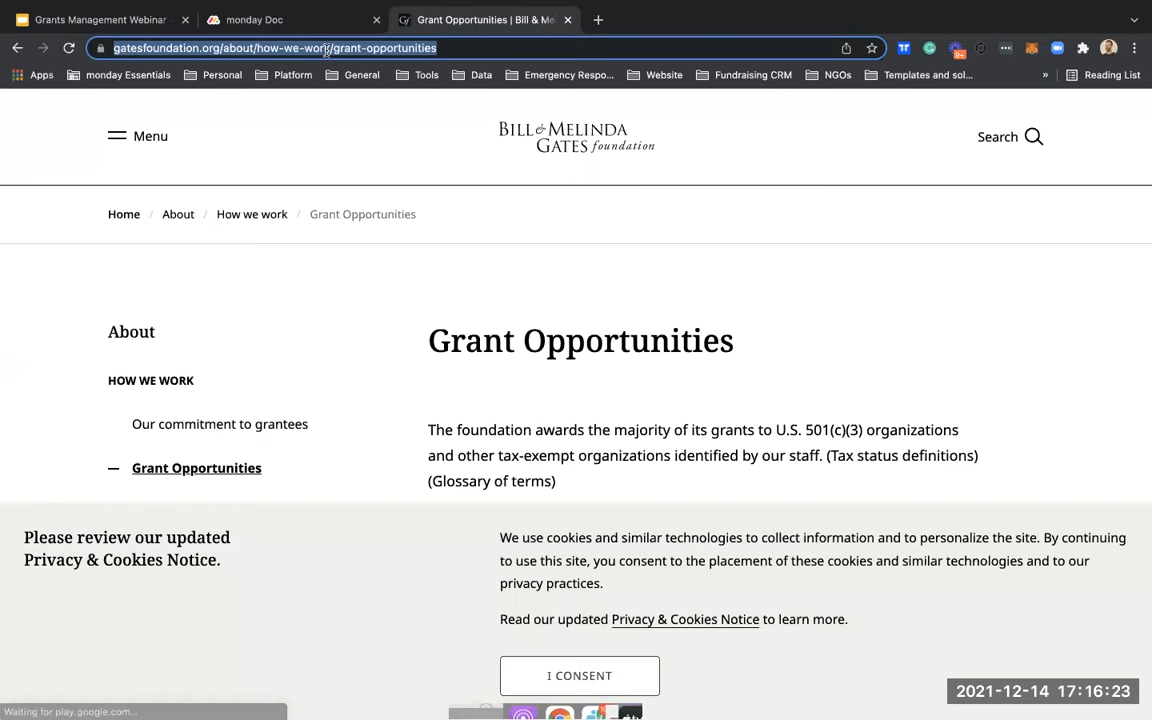 Grants Management Webinar
monday Doc
Grant Opportunities | Bill & Me
gatesfoundation.org/about/how-we-work/grant-opportunities
Apps
monday Essentials
Personal
Platform
General
Tools
Data
Emergency Respo...
Website
Fundraising CRM
NGOs
Templates and sol...
»
Reading List
Menu
BILL & MELINDA
GATES foundation
Search
Home / About / How we work / Grant Opportunities
About
HOW WE WORK
Our commitment to grantees
Grant Opportunities
Grant Opportunities
The foundation awards the majority of its grants to U.S. 501(c)(3) organizations
and other tax-exempt organizations identified by our staff. (Tax status definitions)
(Glossary of terms)
Please review our updated
Privacy & Cookies Notice.
We use cookies and similar technologies to collect information and to personalize the site. By continuing
to use this site, you consent to the placement of these cookies and similar technologies and to our
privacy practices.
Read our updated Privacy & Cookies Notice to learn more.
I CONSENT
Waiting for play.google.com...
2021-12-14 17:16:23